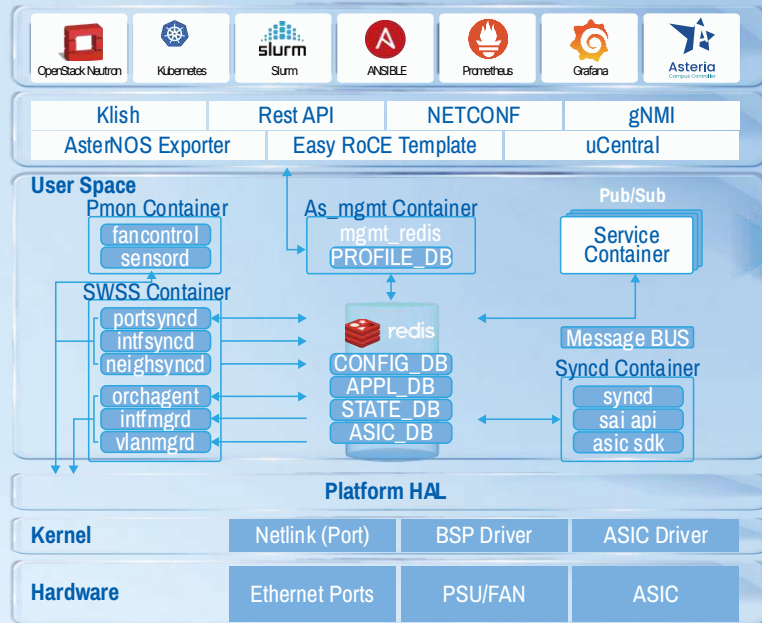 slurm
OpenStack Neutron
Kubernetes
Slurm
ANSIBLE
Prometheus
Grafana
Asteria
Campus Controller
Klish
Rest API
NETCONF
gNMI
AsterNOS Exporter
Easy RoCE Template
uCentral
User Space
Pmon Container
fancontrol
sensord
As_mgmt Container
mgmt_redis
PROFILE_DB
Pub/Sub
Service
Container
SWSS Container
portsyncd
intfsyncd
neighsyncd
orchagent
intfmgrd
vlanmgrd
redis
CONFIG_DB
APPL_DB
STATE_DB
ASIC_DB
Message BUS
Syncd Container
syncd
sai api
asic sdk
Platform HAL
Kernel
Netlink (Port)
BSP Driver
ASIC Driver
Hardware
Ethernet Ports
PSU/FAN
ASIC